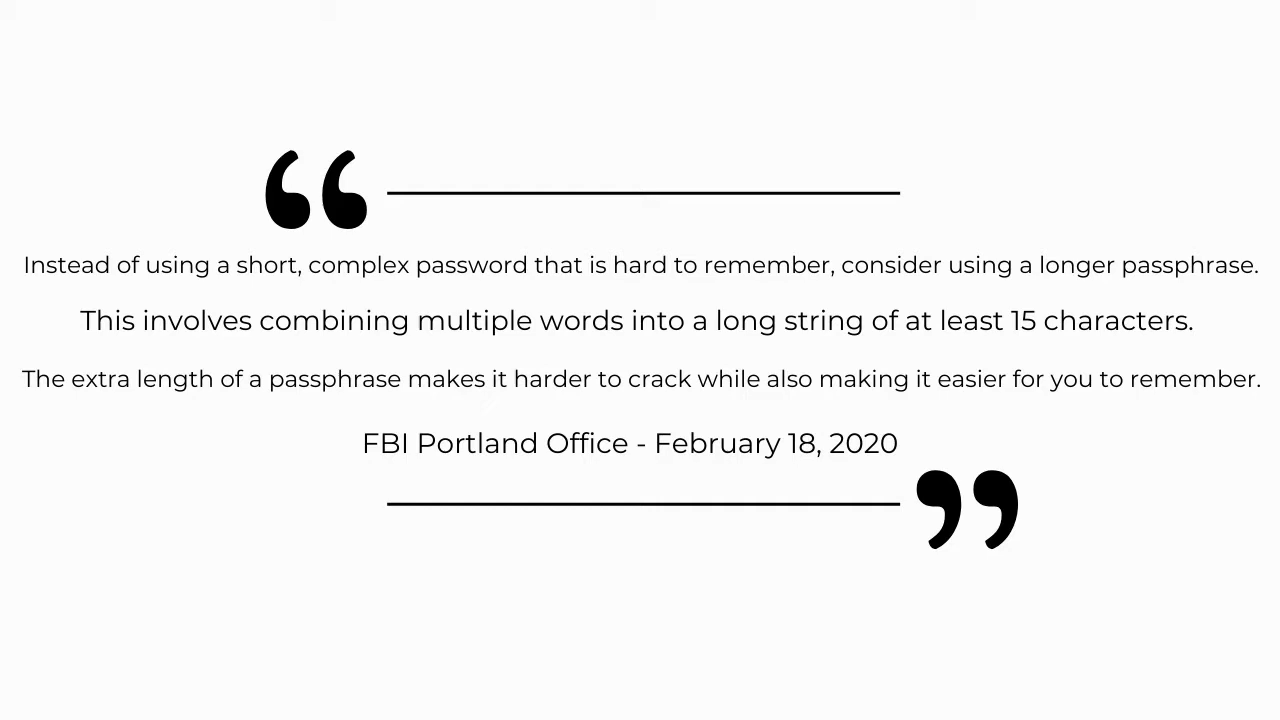 “
Instead of using a short, complex password that is hard to remember, consider using a longer passphrase.
This involves combining multiple words into a long string of at least 15 characters.
The extra length of a passphrase makes it harder to crack while also making it easier for you to remember.
FBI Portland Office - February 18, 2020
”